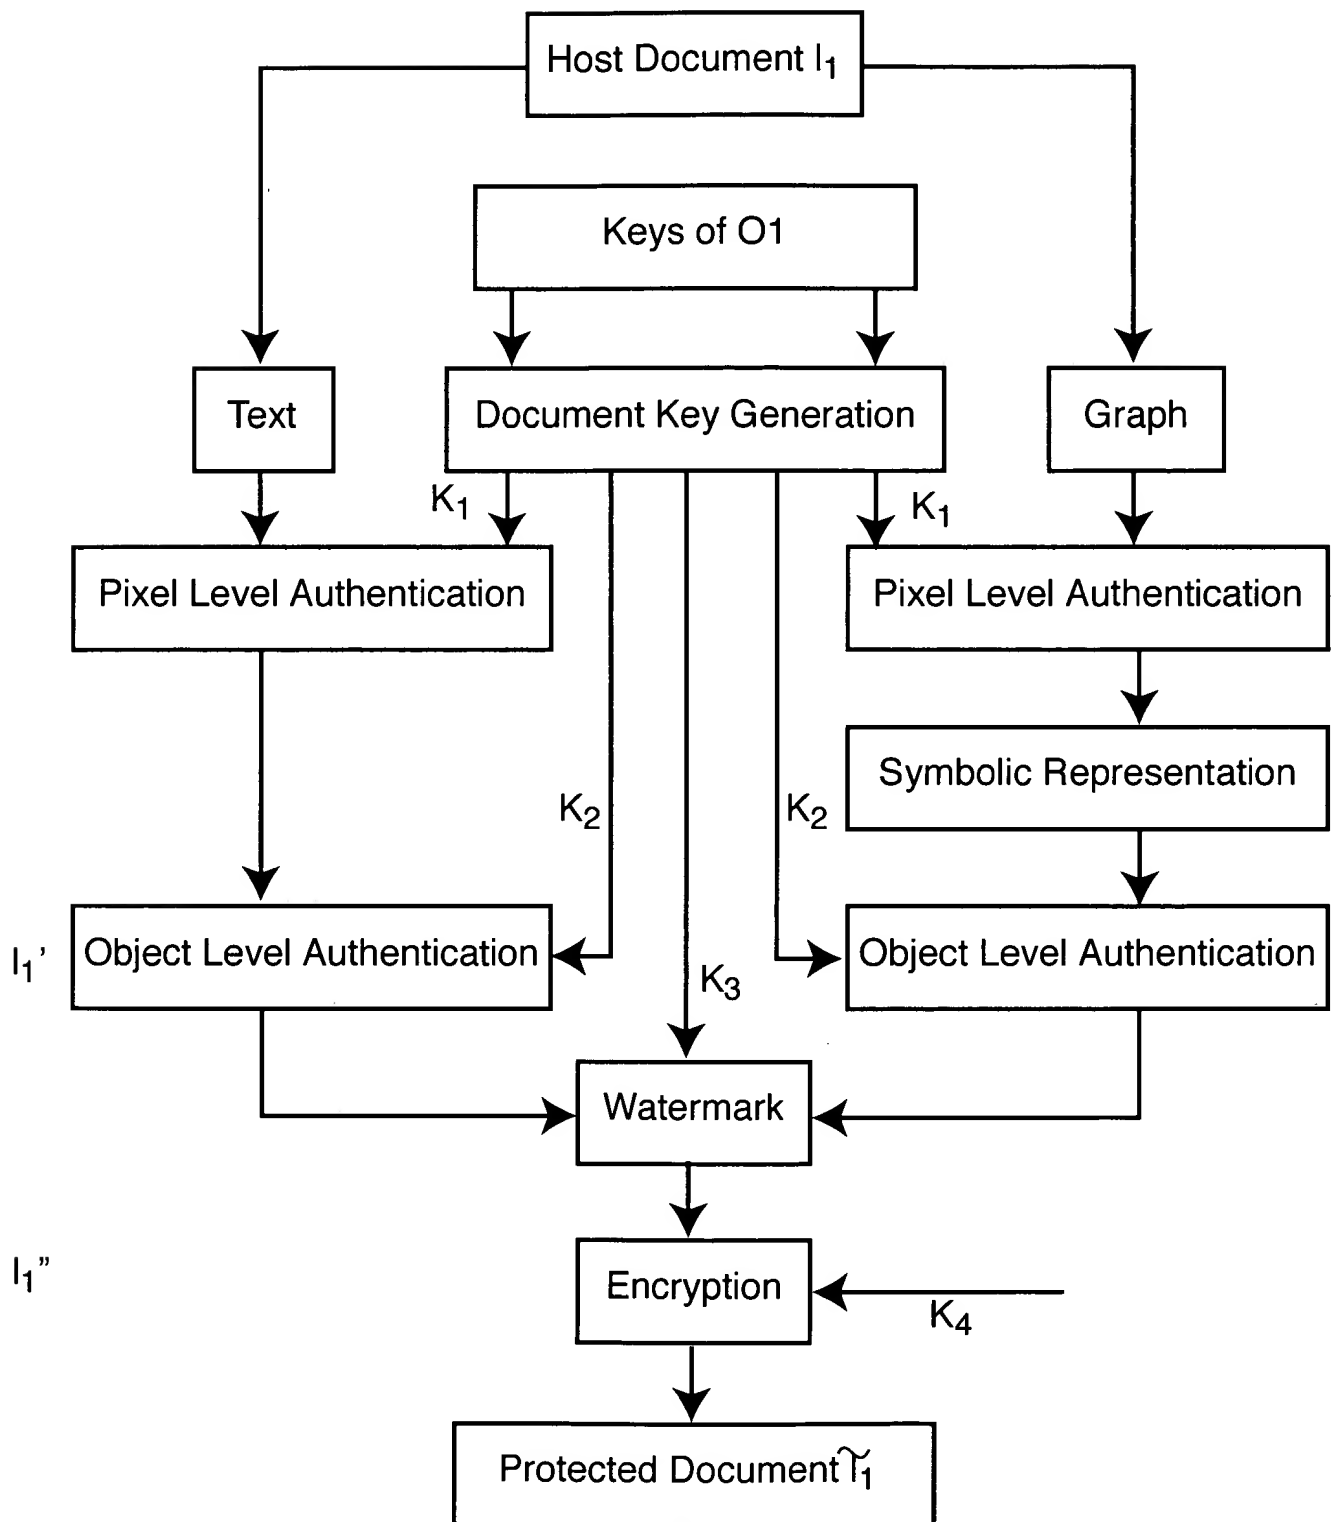 Host Document I₁
Keys of O1
Text
Document Key Generation
Graph
K₁
K₁
Pixel Level Authentication
Pixel Level Authentication
Symbolic Representation
K₂
K₂
I₁’
Object Level Authentication
Object Level Authentication
K₃
Watermark
I₁”
Encryption
K₄
Protected Document Ĩ₁